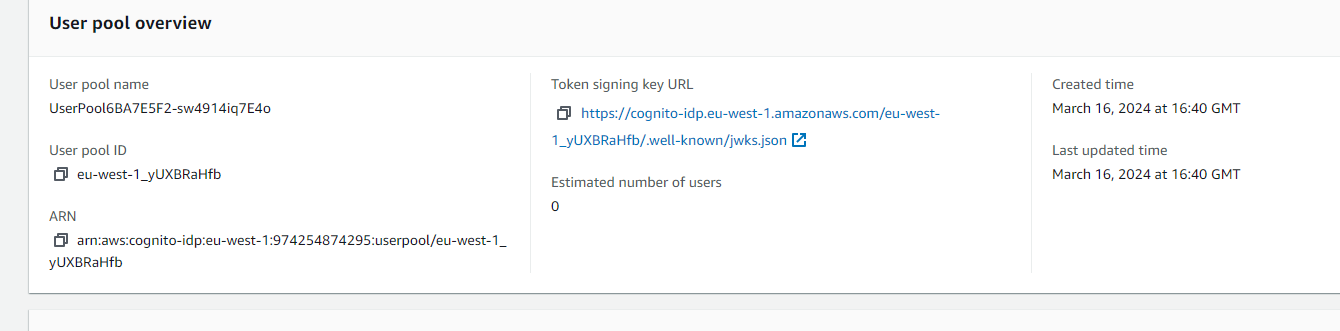 User pool overview
User pool name
UserPool6BA7E5F2-sw4914iq7E4o
User pool ID
eu-west-1_yUXBRaHfb
ARN
arn:aws:cognito-idp:eu-west-1:974254874295:userpool/eu-west-1_
yUXBRaHfb
Token signing key URL
https://cognito-idp.eu-west-1.amazonaws.com/eu-west-
1_yUXBRaHfb/.well-known/jwks.json
Estimated number of users
0
Created time
March 16, 2024 at 16:40 GMT
Last updated time
March 16, 2024 at 16:40 GMT